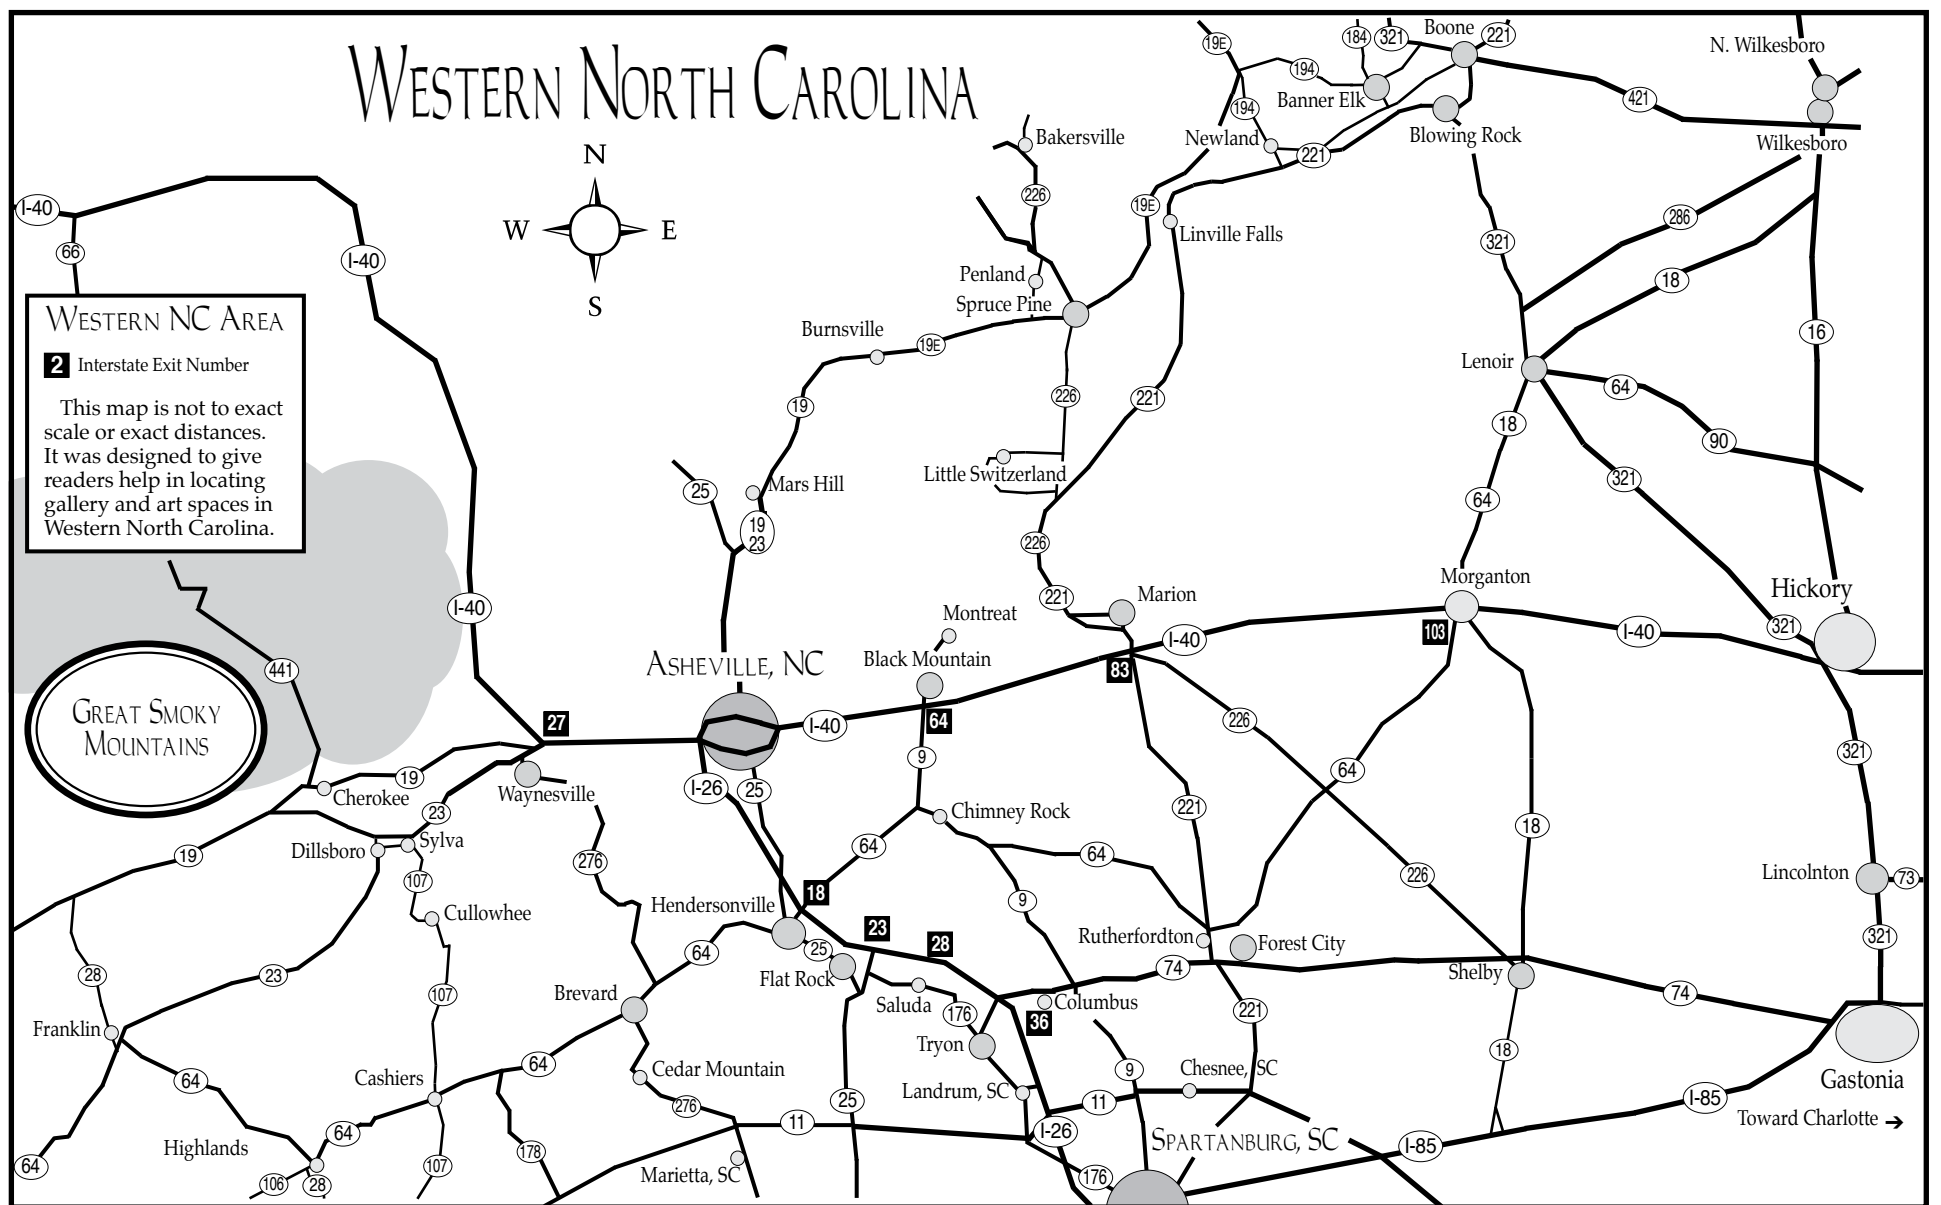 WESTERN NORTH CAROLINA
N
W
E
S
WESTERN NC AREA
2 Interstate Exit Number
This map is not to exact
scale or exact distances.
It was designed to give
readers help in locating
gallery and art spaces in
Western North Carolina.
GREAT SMOKY
MOUNTAINS
I-40
66
I-40
I-40
441
27
19
Cherokee
Waynesville
23
Sylva
Dillsboro
19
107
Cullowhee
28
23
107
Franklin
64
Cashiers
64
Highlands
64
64
106
28
107
178
276
Brevard
64
Cedar Mountain
276
11
Marietta, SC
25
Mars Hill
19
23
19
Burnsville
19E
ASHEVILLE, NC
I-40
I-26
25
Hendersonville
18
25
Flat Rock
23
28
Saluda
176
Tryon
36
Columbus
Landrum, SC
11
I-26
176
9
Chesnee, SC
SPARTANBURG, SC
I-85
I-85
Toward Charlotte
Gastonia
Montreat
Black Mountain
64
9
Chimney Rock
64
64
9
Bakersville
226
Penland
Spruce Pine
226
Little Switzerland
226
221
Marion
83
I-40
221
226
64
221
Rutherfordton
Forest City
74
221
Shelby
18
18
74
19E
194
194
Newland
Banner Elk
184
321
Boone
221
221
Blowing Rock
19E
Linville Falls
221
321
421
N. Wilkesboro
Wilkesboro
286
18
16
Lenoir
64
90
18
64
321
Morganton
103
I-40
321
Hickory
321
Lincolnton
73
321
226